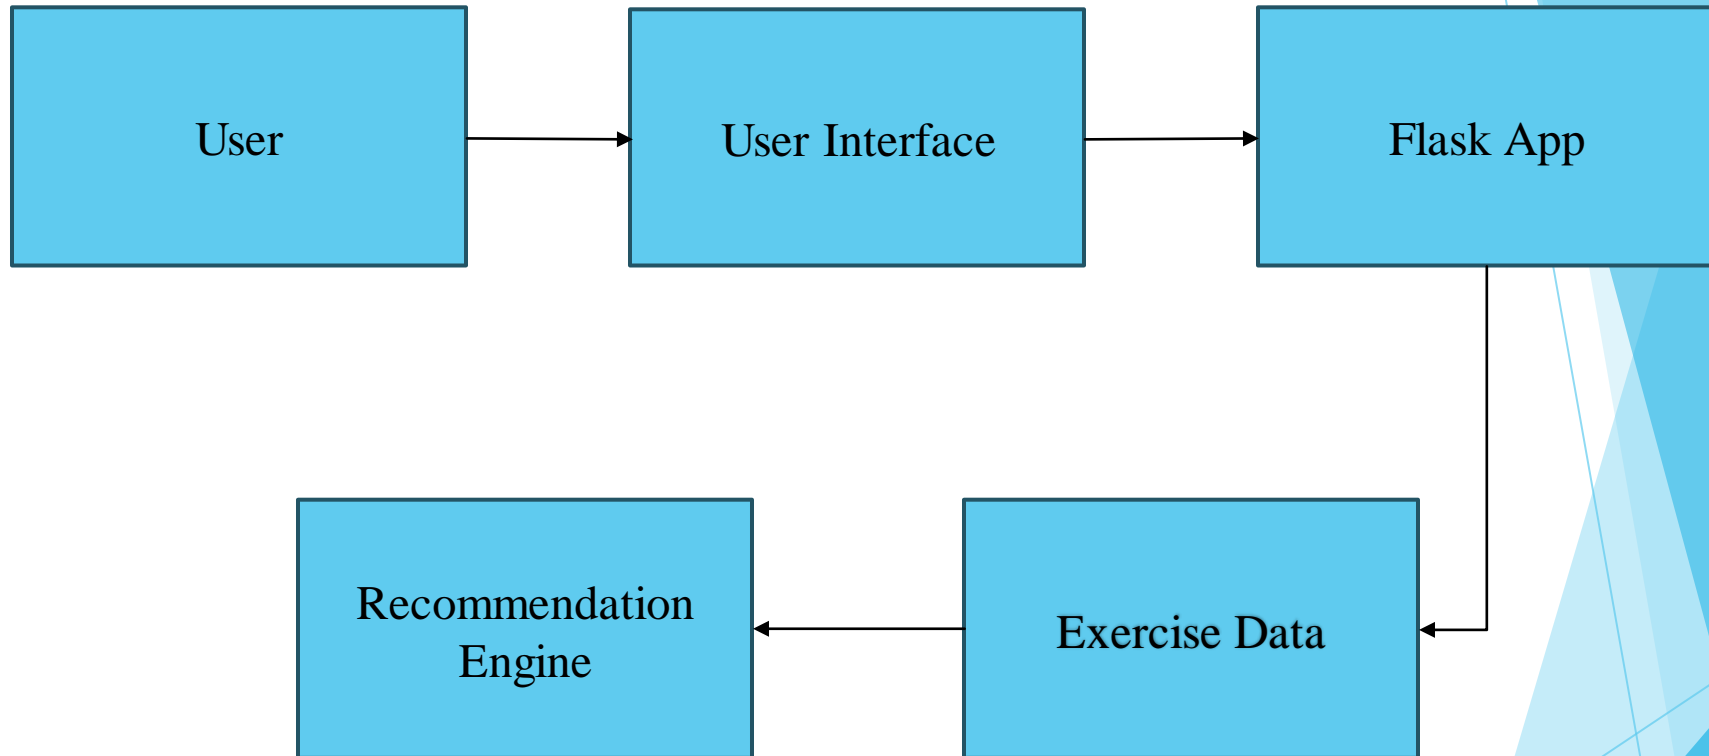 User
User Interface
Flask App
Recommendation
Engine
Exercise Data